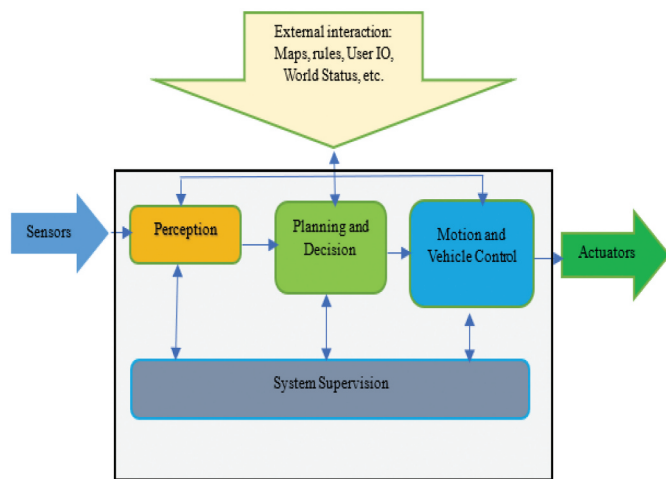 External interaction:
Maps, rules, User IO,
World Status, etc.
Sensors
Perception
Planning and
Decision
Motion and
Vehicle Control
Actuators
System Supervision